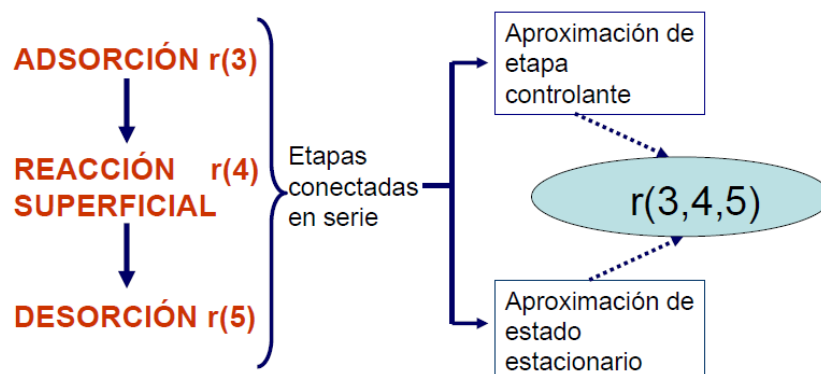 ADSORCIÓN r(3)
REACCIÓN r(4)
SUPERFICIAL
DESORCIÓN r(5)
Etapas
conectadas
en serie
Aproximación de
etapa
controlante
r(3,4,5)
Aproximación de
estado
estacionario